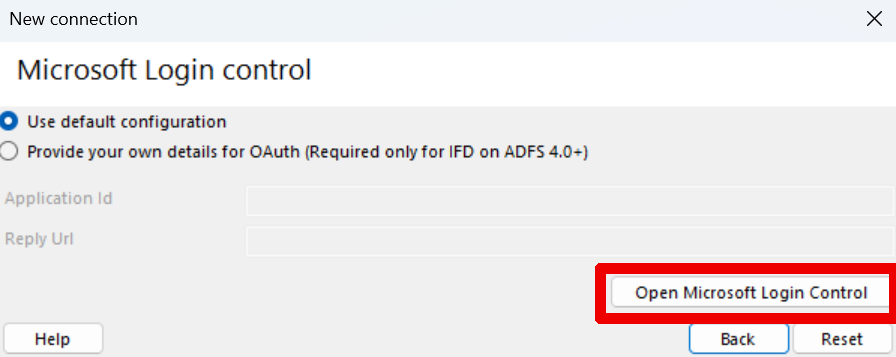 New connection
Microsoft Login control
Use default configuration
Provide your own details for OAuth (Required only for IFD on ADFS 4.0+)
Application Id
Reply Url
Open Microsoft Login Control
Help
Back
Reset